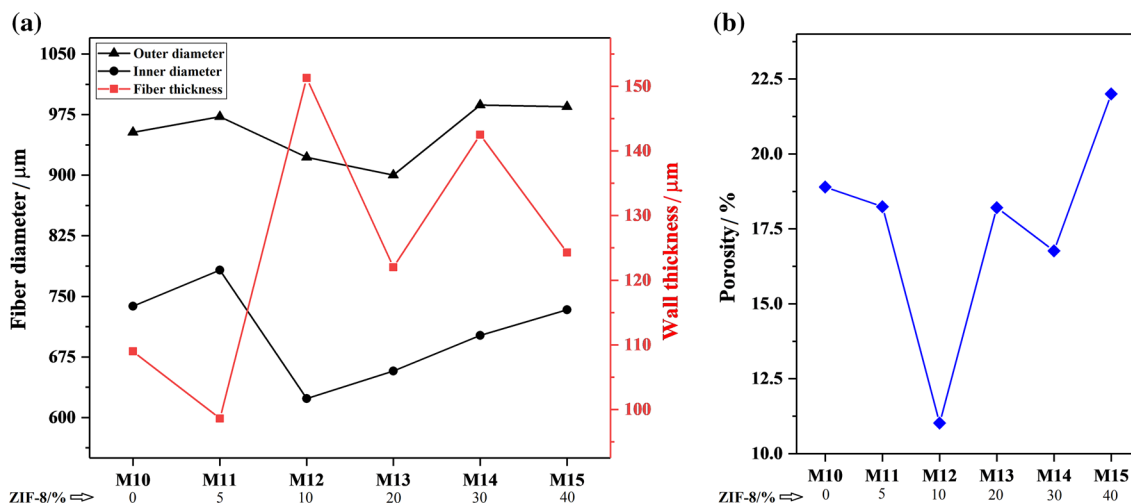 (a)
Fiber diameter / μm
1050
975
900
825
750
675
600
Outer diameter
Inner diameter
Fiber thickness
150
140
130
120
110
100
Wall thickness / μm
M10 M11 M12 M13 M14 M15
ZIF-8/% ⇨ 0 5 10 20 30 40
(b)
Porosity/ %
22.5
20.0
17.5
15.0
12.5
10.0
M10 M11 M12 M13 M14 M15
ZIF-8/% ⇨ 0 5 10 20 30 40